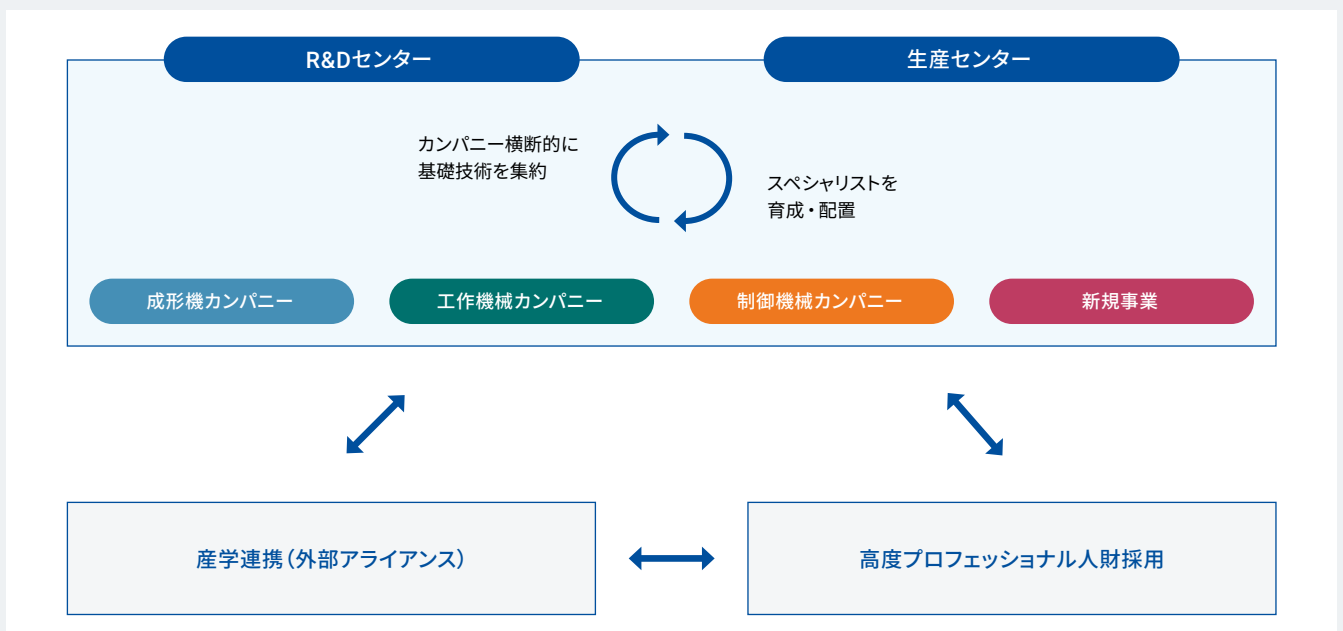 R&Dセンター
生産センター
カンパニー横断的に
基礎技術を集約
スペシャリストを
育成・配置
成形機カンパニー
工作機械カンパニー
制御機械カンパニー
新規事業
産学連携(外部アライアンス)
高度プロフェッショナル人財採用